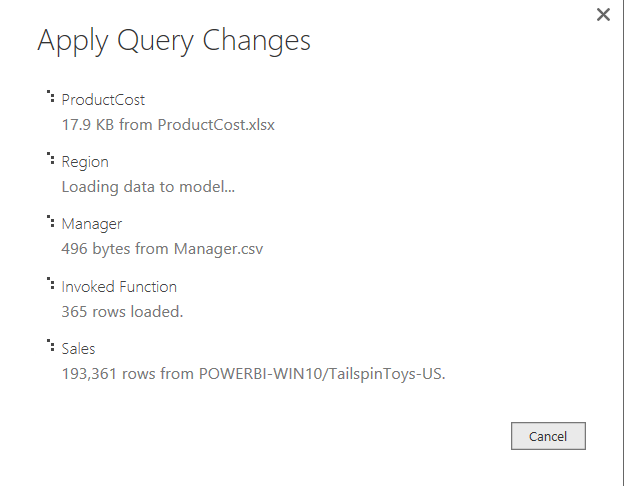 Apply Query Changes
ProductCost
17.9 KB from ProductCost.xlsx
Region
Loading data to model...
Manager
496 bytes from Manager.csv
Invoked Function
365 rows loaded.
Sales
193,361 rows from POWERBI-WIN10/TailspinToys-US.
Cancel